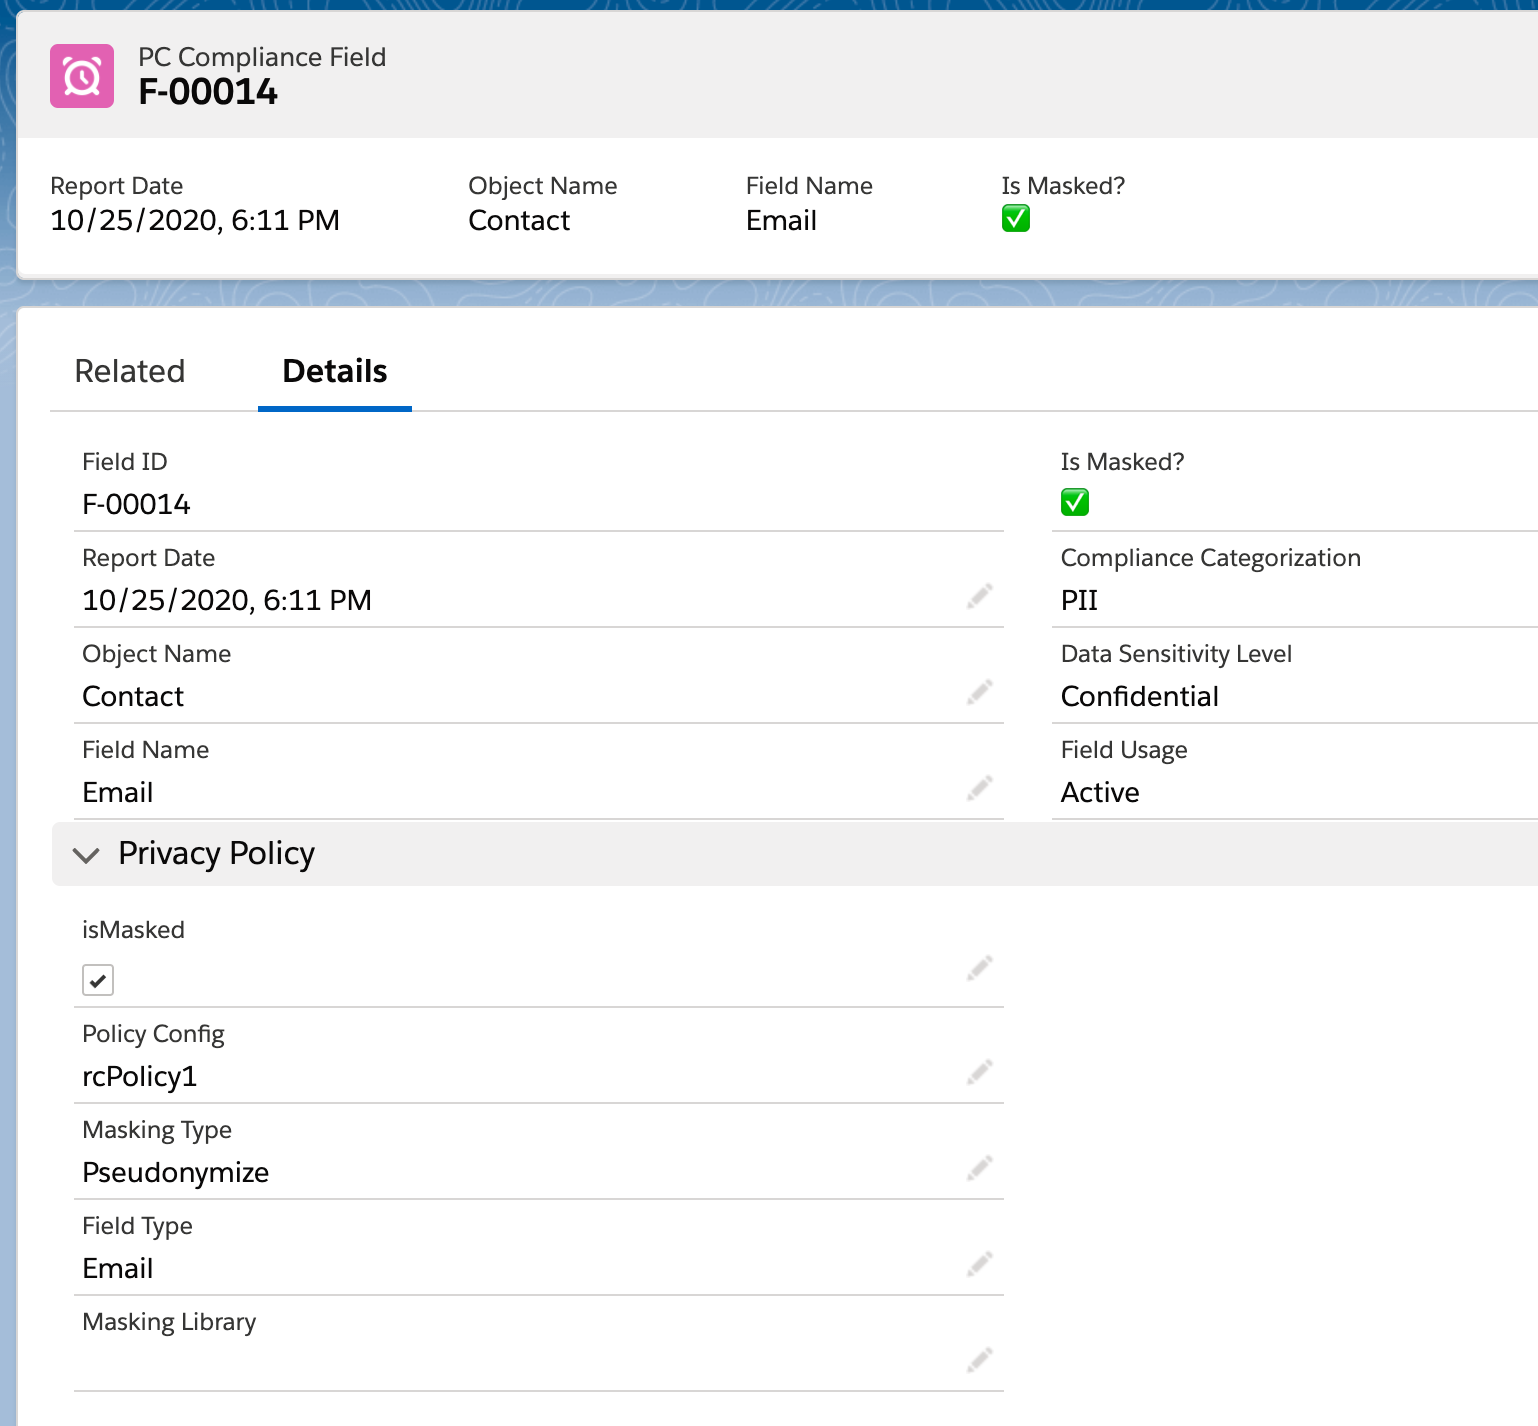 PC Compliance Field
F-00014
Report Date
10/25/2020, 6:11 PM
Object Name
Contact
Field Name
Email
Is Masked?
Related
Details
Field ID
F-00014
Is Masked?
Report Date
10/25/2020, 6:11 PM
Compliance Categorization
PII
Object Name
Contact
Data Sensitivity Level
Confidential
Field Name
Email
Field Usage
Active
Privacy Policy
isMasked
Policy Config
rcPolicy1
Masking Type
Pseudonymize
Field Type
Email
Masking Library